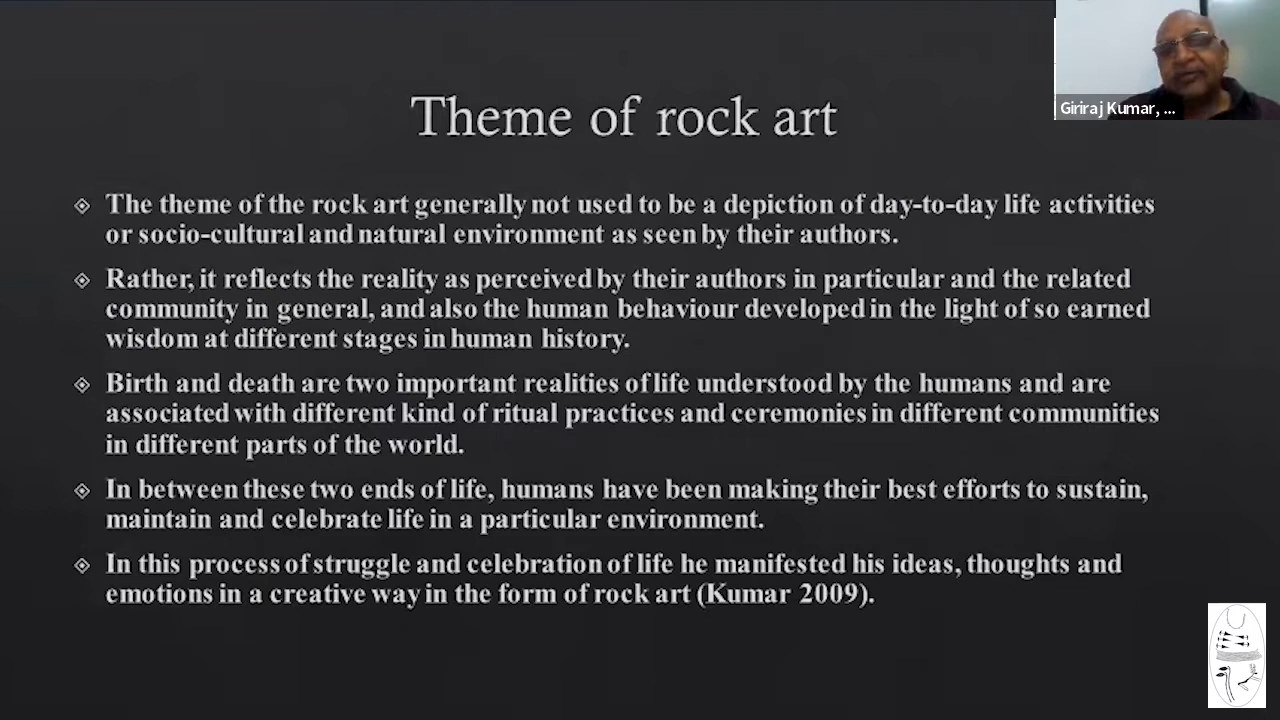 Giriraj Kumar, ...
Theme of rock art
The theme of the rock art generally not used to be a depiction of day-to-day life activities
or socio-cultural and natural environment as seen by their authors.
Rather, it reflects the reality as perceived by their authors in particular and the related
community in general, and also the human behaviour developed in the light of so earned
wisdom at different stages in human history.
Birth and death are two important realities of life understood by the humans and are
associated with different kind of ritual practices and ceremonies in different communities
in different parts of the world.
In between these two ends of life, humans have been making their best efforts to sustain,
maintain and celebrate life in a particular environment.
In this process of struggle and celebration of life he manifested his ideas, thoughts and
emotions in a creative way in the form of rock art (Kumar 2009).